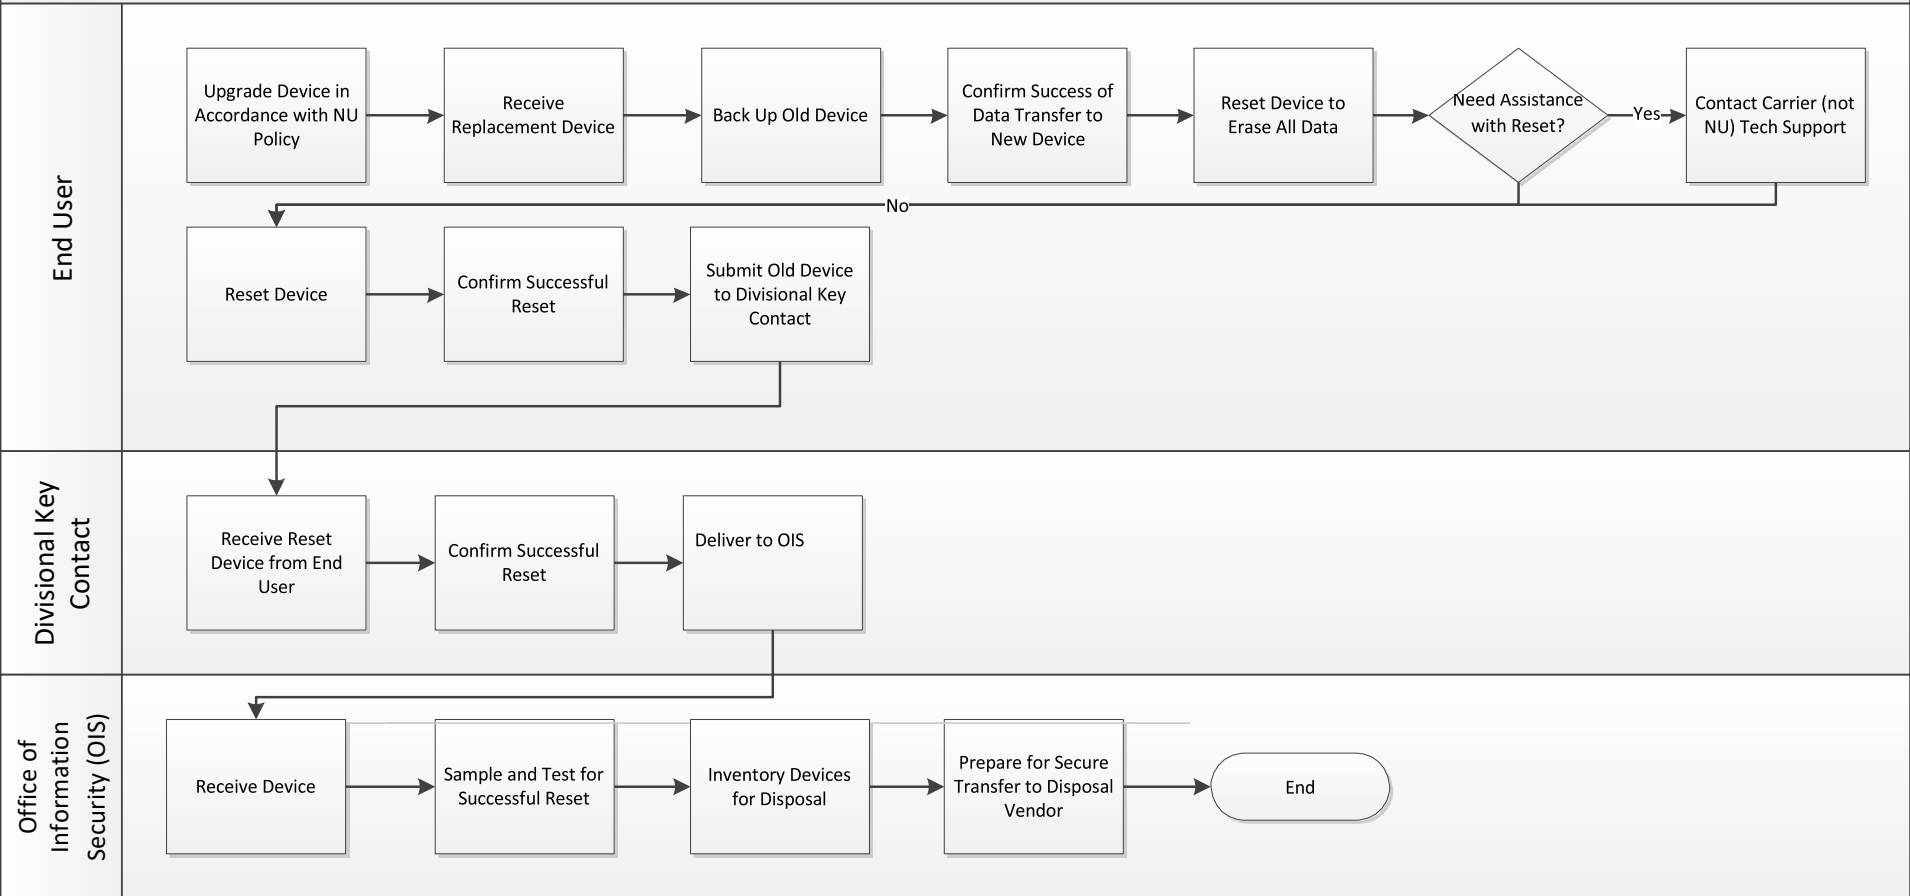 End User
Upgrade Device in
Accordance with NU
Policy
Receive
Replacement Device
Back Up Old Device
Confirm Success of
Data Transfer to
New Device
Reset Device to
Erase All Data
Need Assistance
with Reset?
Yes
Contact Carrier (not
NU) Tech Support
No
Reset Device
Confirm Successful
Reset
Submit Old Device
to Divisional Key
Contact
Divisional Key
Contact
Receive Reset
Device from End
User
Confirm Successful
Reset
Deliver to OIS
Office of
Information
Security (OIS)
Receive Device
Sample and Test for
Successful Reset
Inventory Devices
for Disposal
Prepare for Secure
Transfer to Disposal
Vendor
End